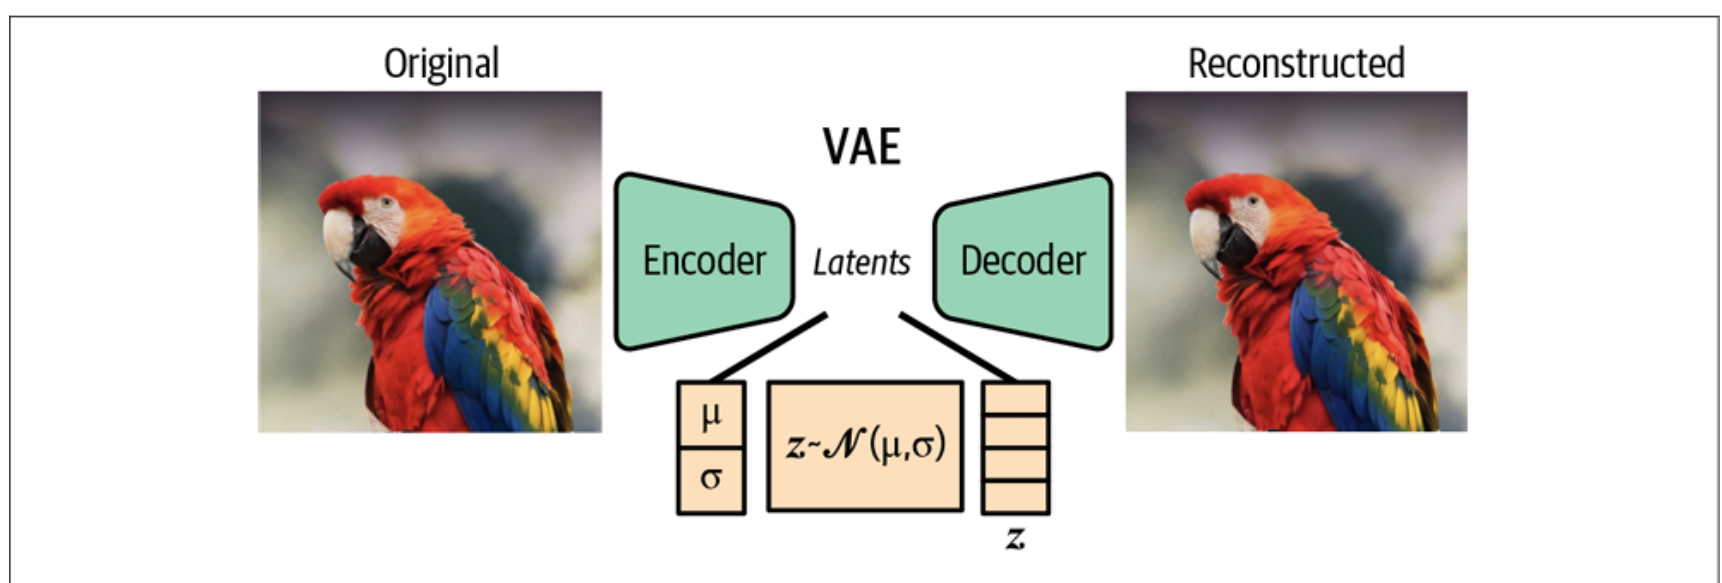 Original
Reconstructed
VAE
Encoder
Latents
Decoder
μ
σ
z~𝒩(μ,σ)
z